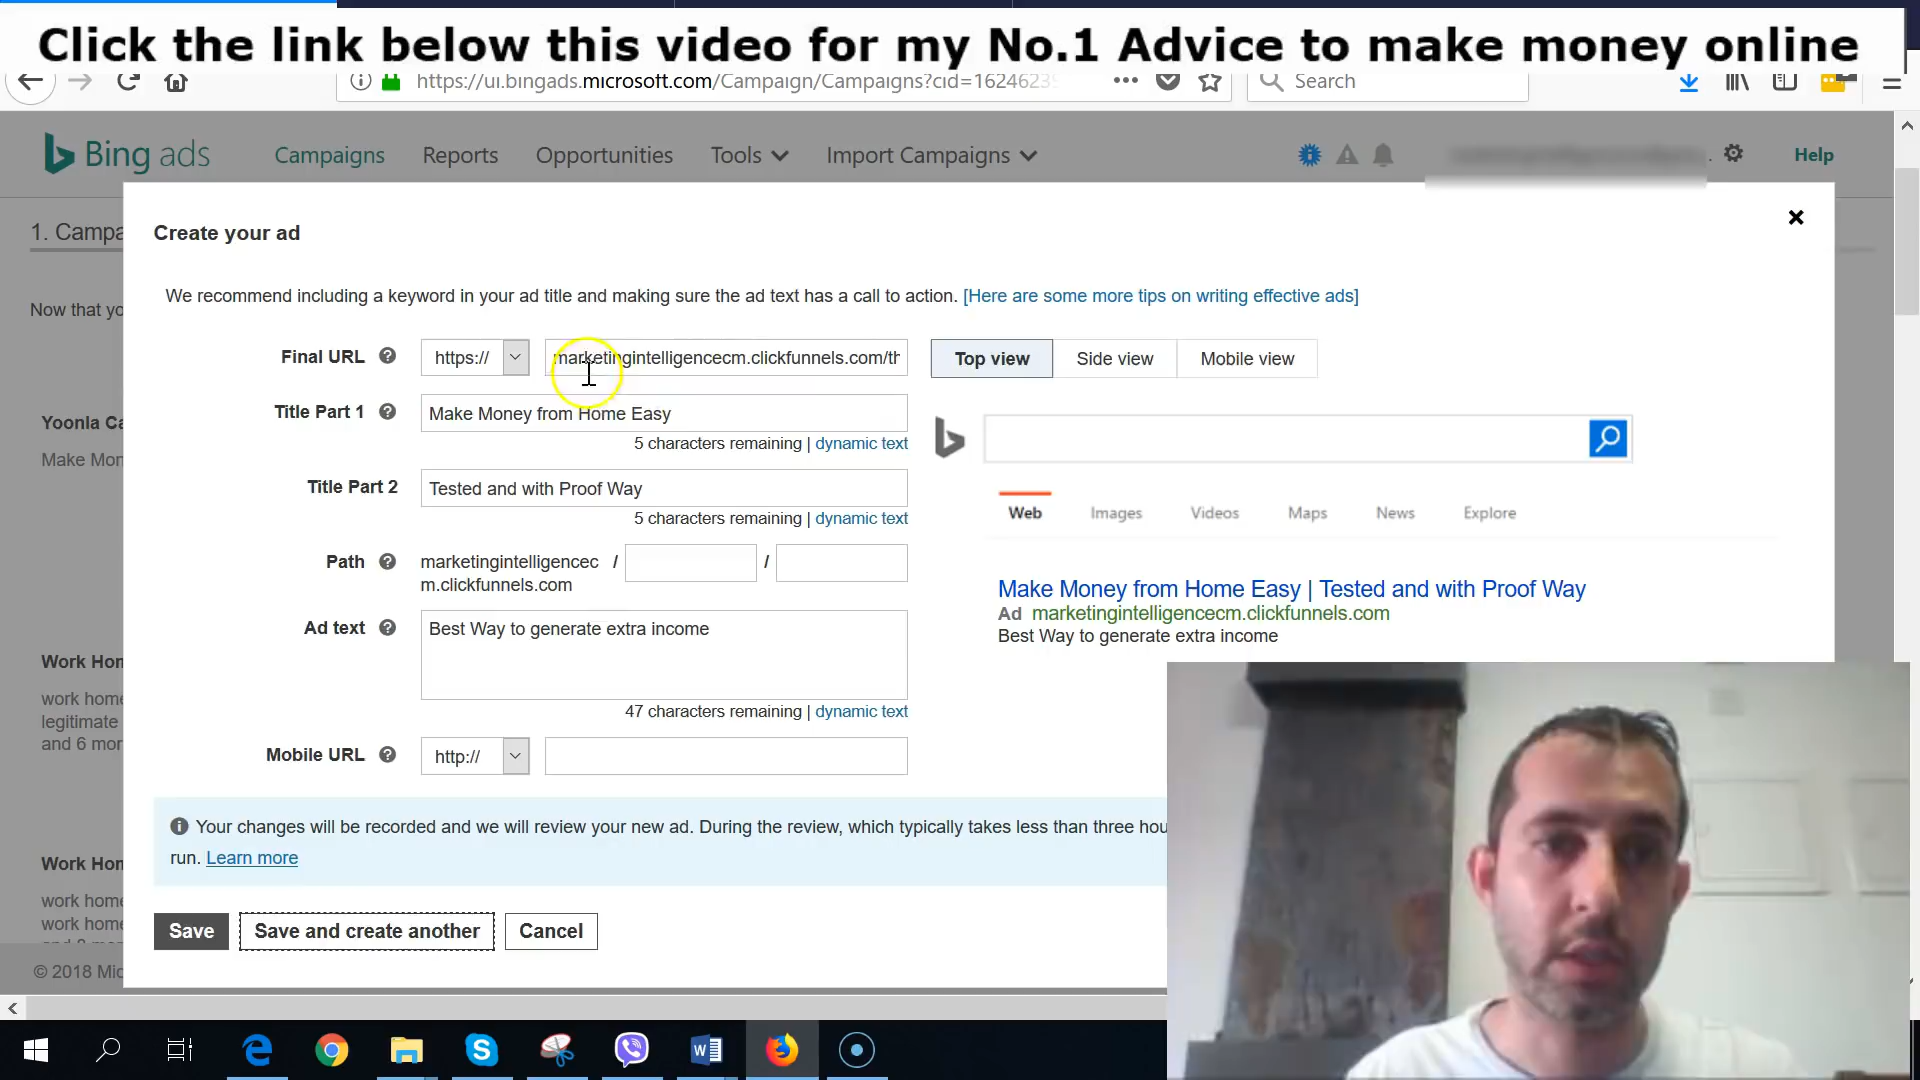 Click the link below this video for my No.1 Advice to make money online
https://ui.bingads.microsoft.com/Campaign/Campaigns?cid=1624623
Search
Bing ads
Campaigns
Reports
Opportunities
Tools
Import Campaigns
Help
1. Campa
Create your ad
We recommend including a keyword in your ad title and making sure the ad text has a call to action. [Here are some more tips on writing effective ads]
Now that yo
Final URL
https://
marketingintelligencecm.clickfunnels.com/th
Top view
Side view
Mobile view
Title Part 1
Make Money from Home Easy
5 characters remaining | dynamic text
Yoonla Ca
Make Mon
Title Part 2
Tested and with Proof Way
5 characters remaining | dynamic text
Web
Images
Videos
Maps
News
Explore
Path
marketingintelligencec
m.clickfunnels.com
/
/
Make Money from Home Easy | Tested and with Proof Way
Ad marketingintelligencecm.clickfunnels.com
Best Way to generate extra income
Ad text
Best Way to generate extra income
47 characters remaining | dynamic text
Work Hom
work home
legitimate
and 6 mor
Mobile URL
http://
Your changes will be recorded and we will review your new ad. During the review, which typically takes less than three hou
run. Learn more
Work Hom
work home
work home
Save
Save and create another
Cancel
© 2018 Mic